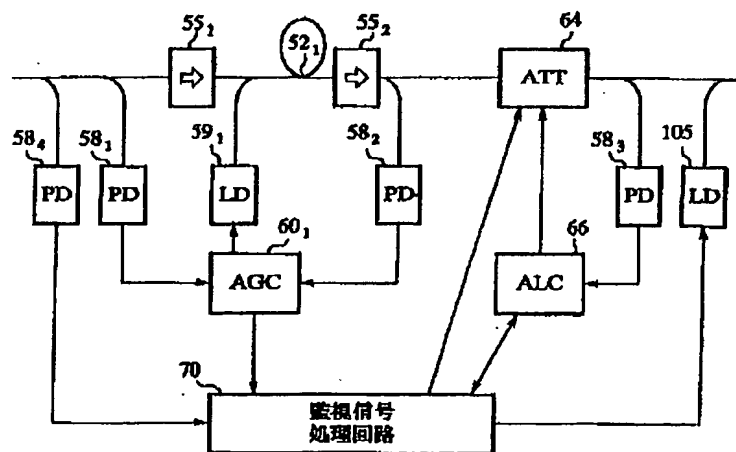 55₁
52₁
55₂
64
ATT
58₄
58₁
59₁
58₂
58₃
105
PD
PD
LD
PD
PD
LD
60₁
66
AGC
ALC
70
監視信号
処理回路